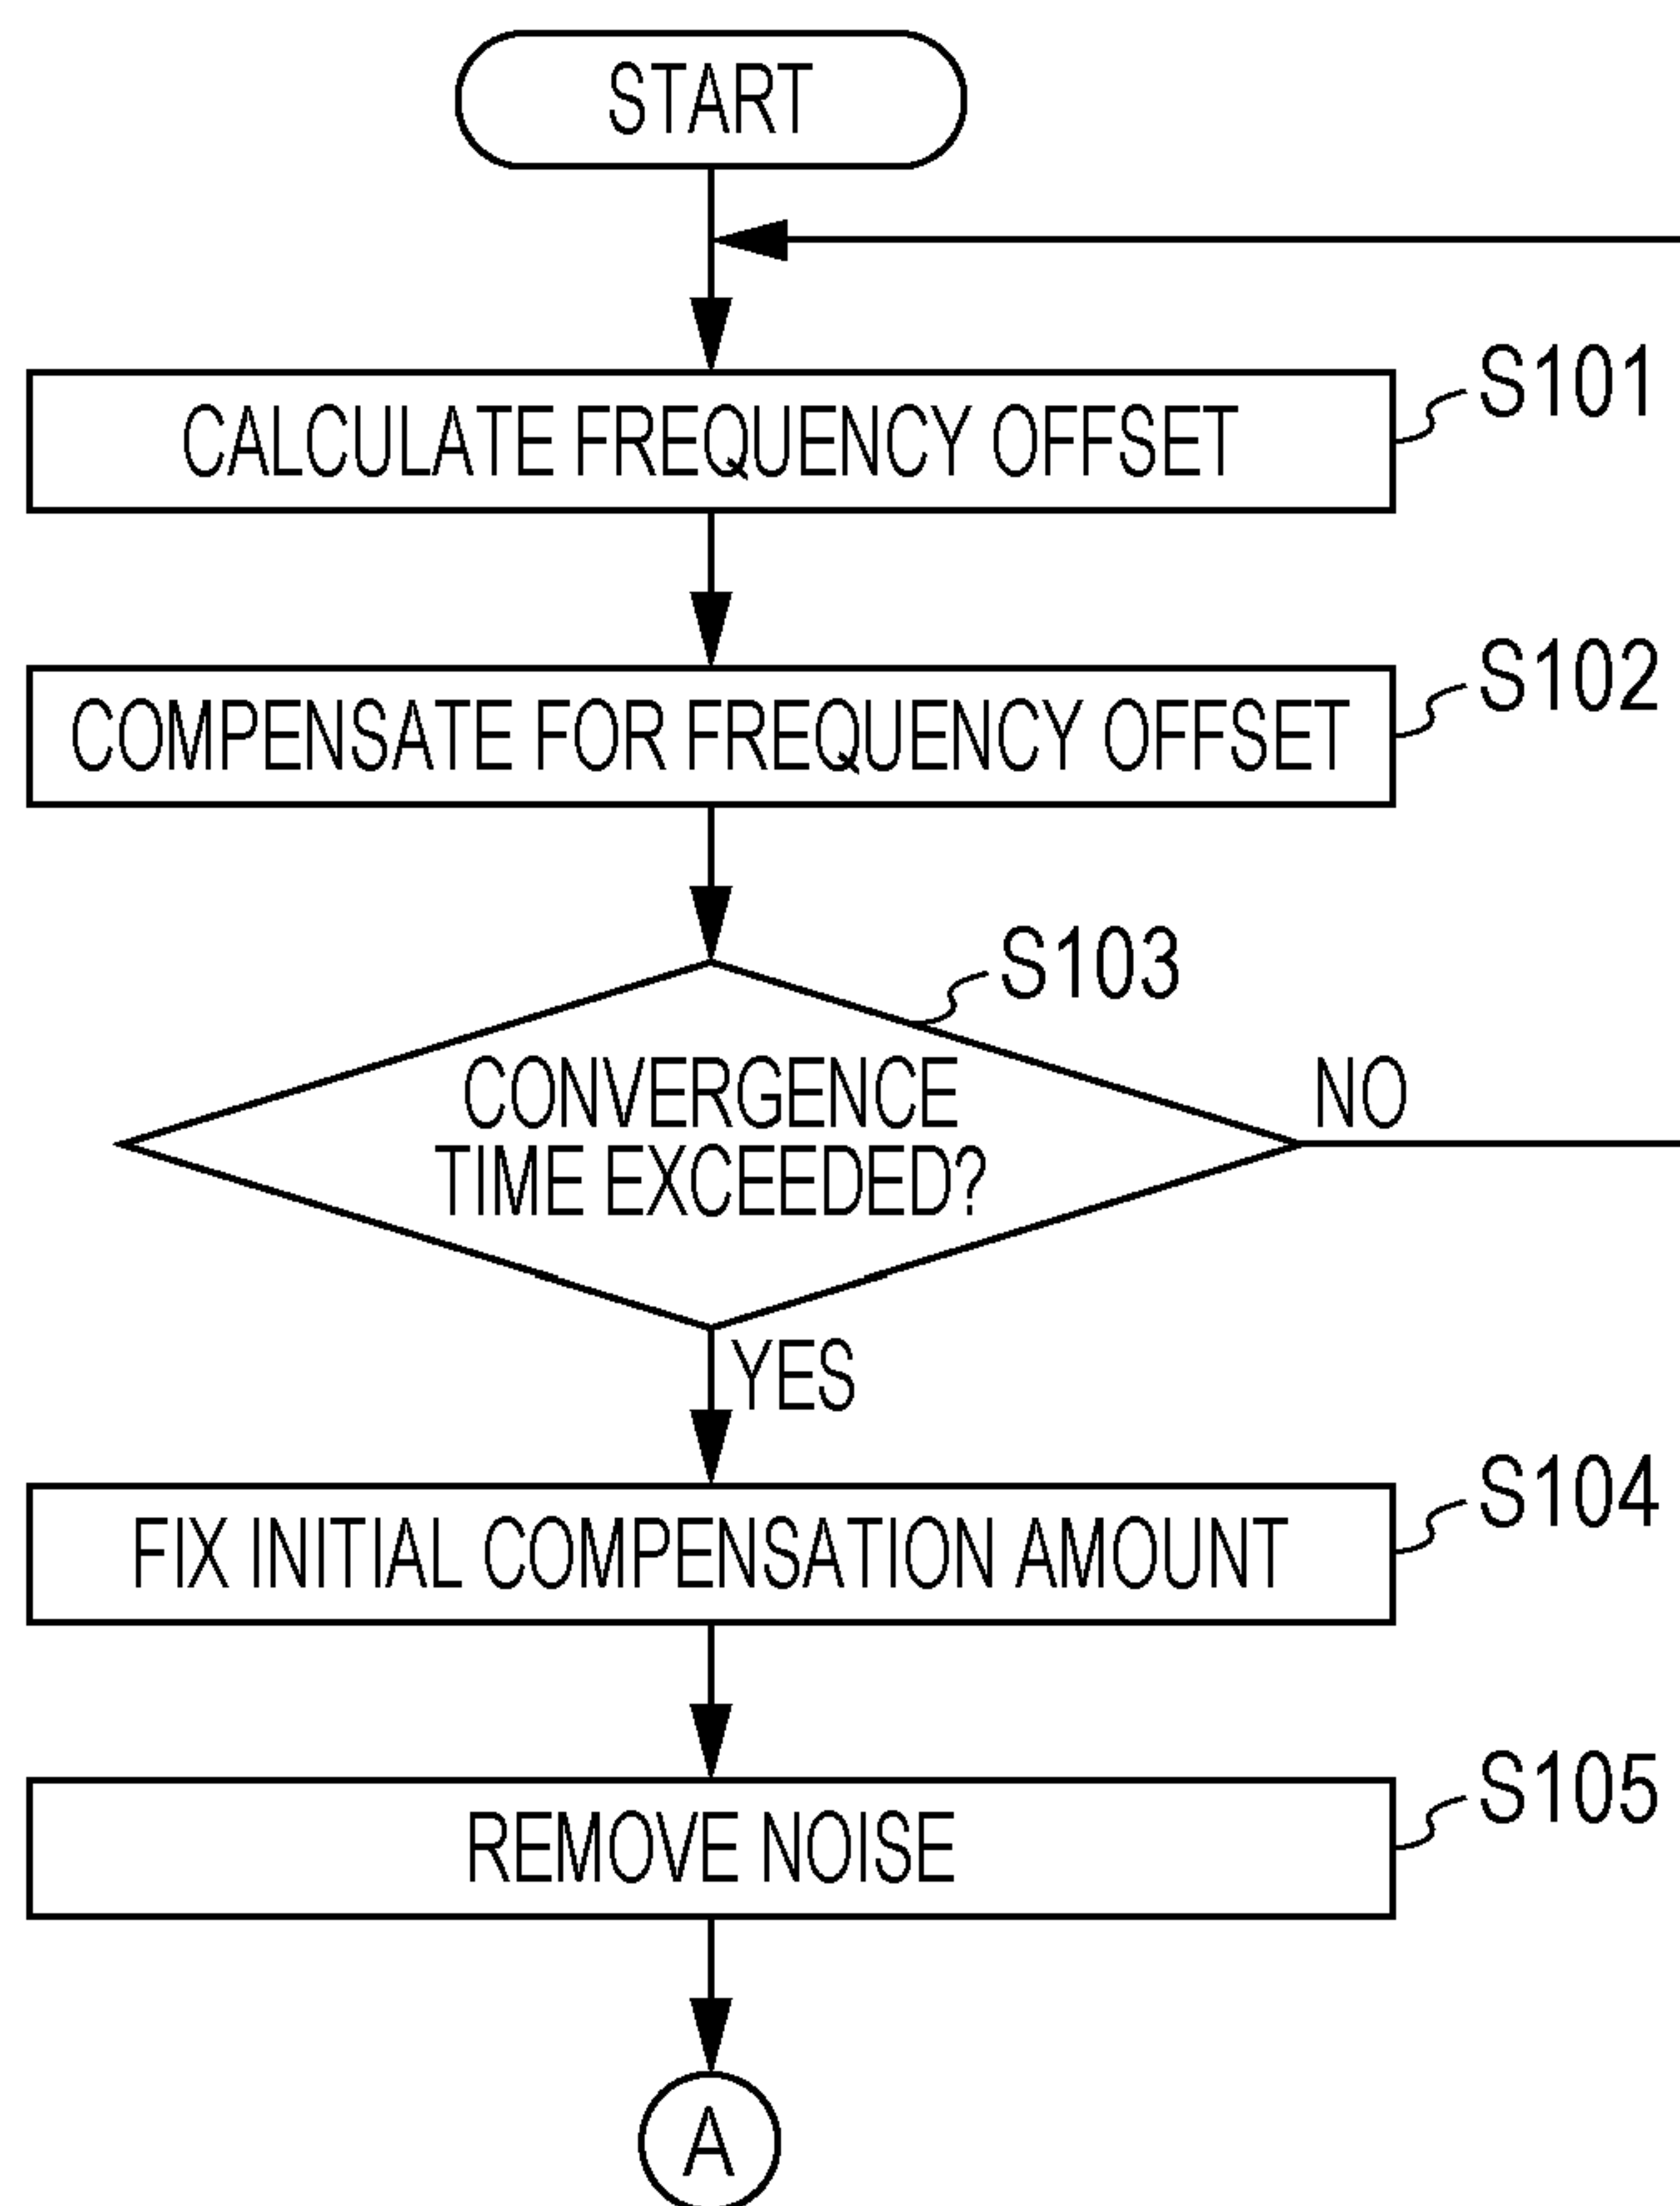 START
CALCULATE FREQUENCY OFFSET
S101
COMPENSATE FOR FREQUENCY OFFSET
S102
S103
CONVERGENCE
TIME EXCEEDED?
NO
YES
FIX INITIAL COMPENSATION AMOUNT
S104
REMOVE NOISE
S105
A